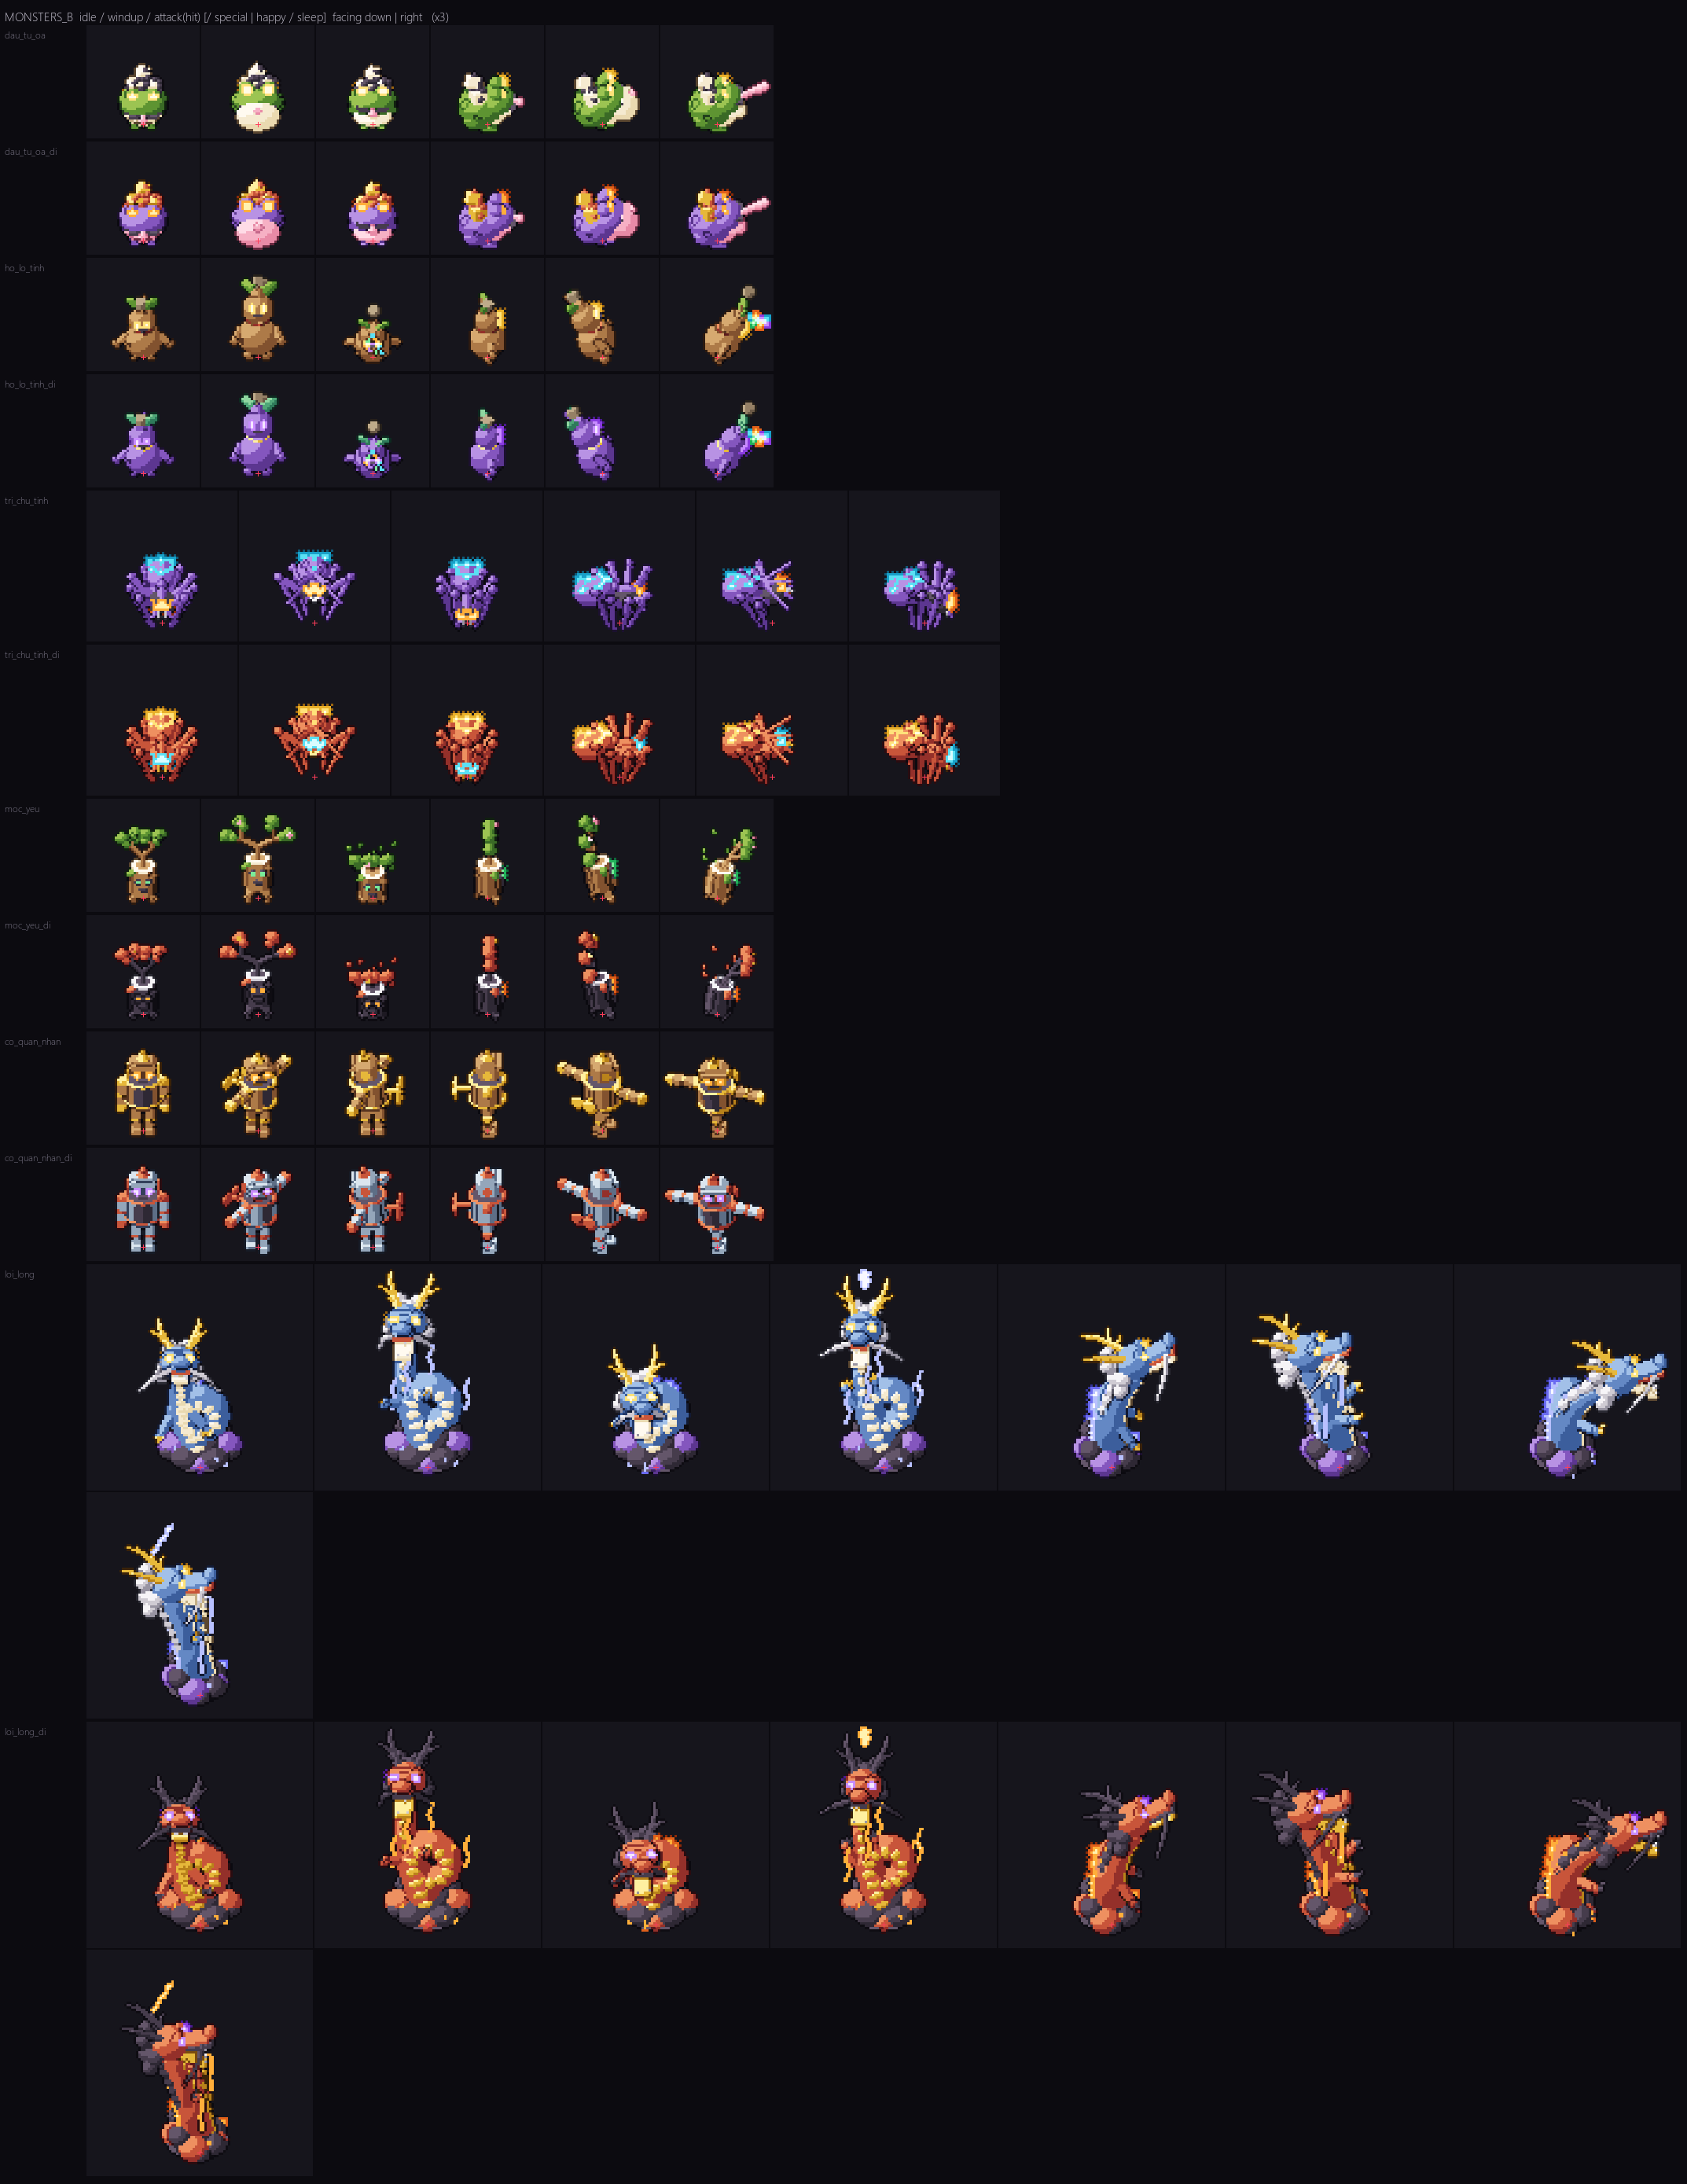 MONSTERS_B idle / windup / attack(hit) [/ special | happy / sleep] facing down | right (x3)
dau_tu_oa
dau_tu_oa_di
ho_lo_tinh
ho_lo_tinh_di
tri_chu_tinh
tri_chu_tinh_di
moc_yeu
moc_yeu_di
co_quan_nhan
co_quan_nhan_di
loi_long
loi_long_di